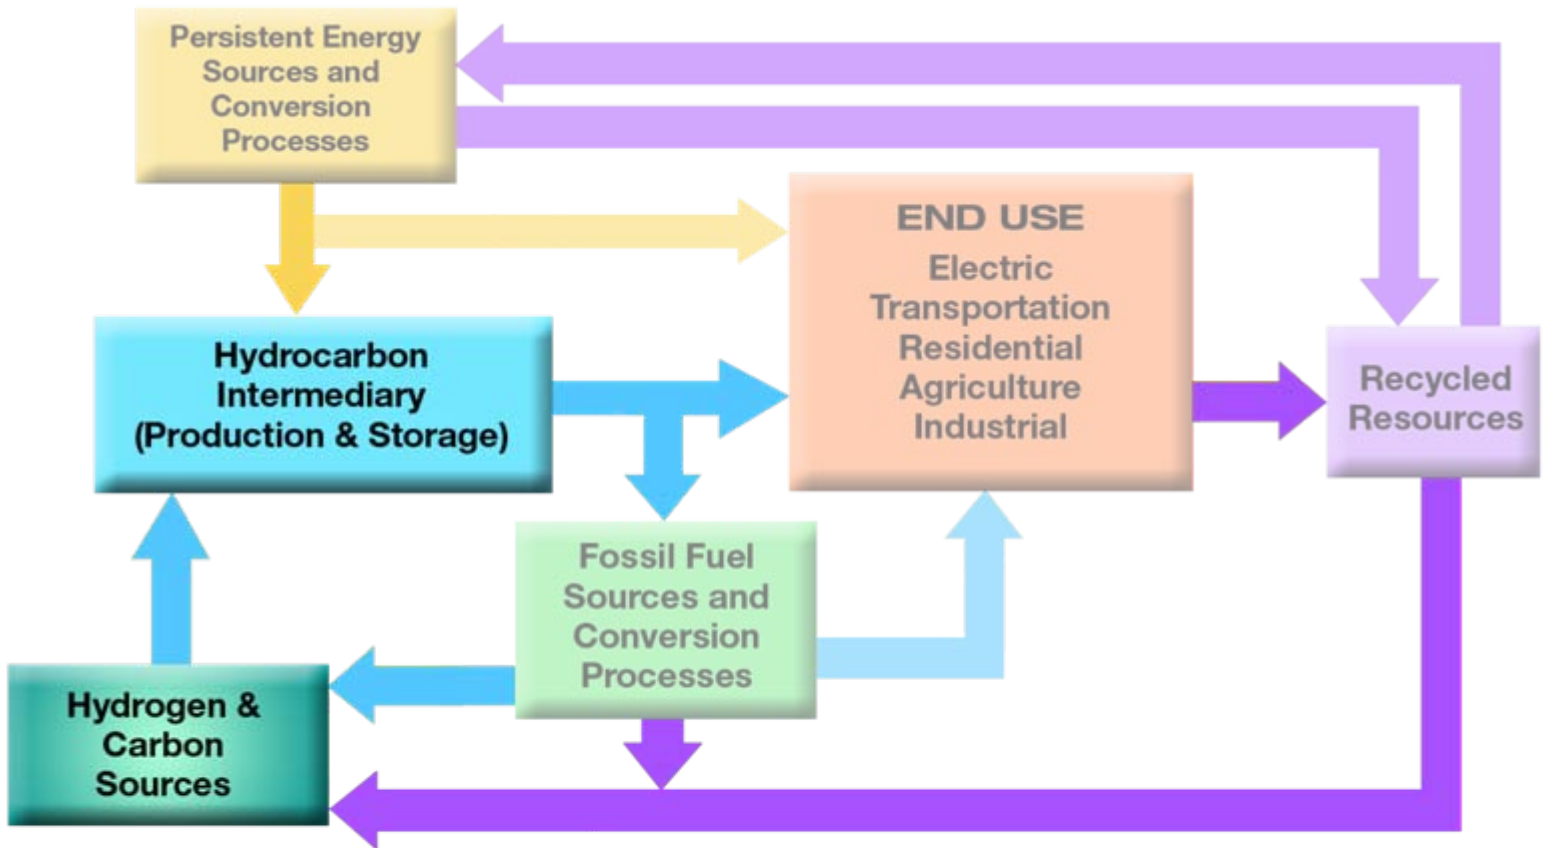 Persistent Energy
Sources and
Conversion
Processes
END USE
Electric
Transportation
Residential
Agriculture
Industrial
Hydrocarbon
Intermediary
(Production & Storage)
Recycled
Resources
Fossil Fuel
Sources and
Conversion
Processes
Hydrogen &
Carbon
Sources